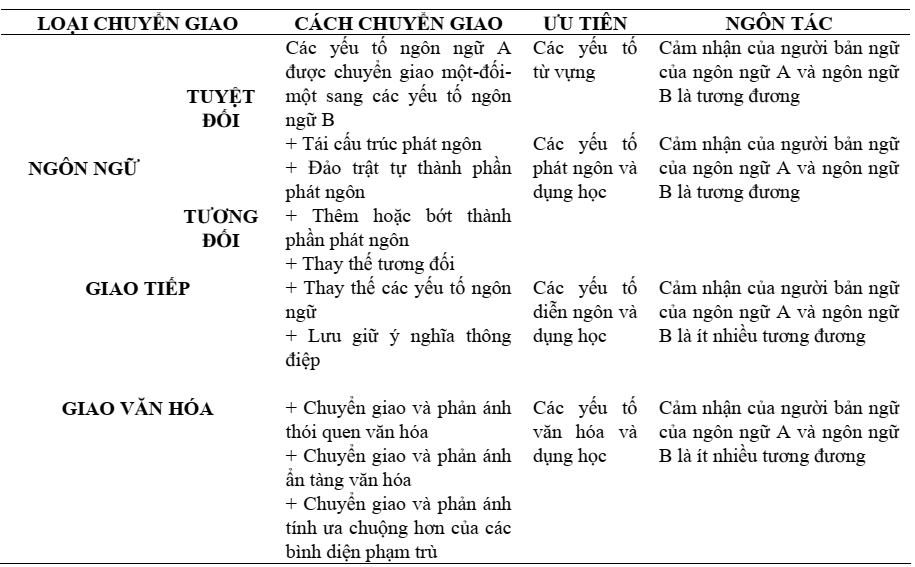 LOẠI CHUYỂN GIAO CÁCH CHUYỂN GIAO ƯU TIÊN NGÔN TÁC
NGÔN NGỮ
TUYỆT
ĐỐI
Các yếu tố ngôn ngữ A
được chuyển giao một-đối-
một sang các yếu tố ngôn
ngữ B
Các yếu tố
từ vựng
Cảm nhận của người bản ngữ
của ngôn ngữ A và ngôn ngữ
B là tương đương
TƯƠNG
ĐỐI
+ Tái cấu trúc phát ngôn
+ Đảo trật tự thành phần
phát ngôn
+ Thêm hoặc bớt thành
phần phát ngôn
+ Thay thế tương đối
Các yếu tố
phát ngôn và
dụng học
Cảm nhận của người bản ngữ
của ngôn ngữ A và ngôn ngữ
B là tương đương
GIAO TIẾP
+ Thay thế các yếu tố ngôn
ngữ
+ Lưu giữ ý nghĩa thông
điệp
Các yếu tố
diễn ngôn và
dụng học
Cảm nhận của người bản ngữ
của ngôn ngữ A và ngôn ngữ
B là ít nhiều tương đương
GIAO VĂN HÓA
+ Chuyển giao và phản ánh
thói quen văn hóa
+ Chuyển giao và phản ánh
ẩn tàng văn hóa
+ Chuyển giao và phản ánh
tính ưa chuộng hơn của các
bình diện phạm trù
Các yếu tố
văn hóa và
dụng học
Cảm nhận của người bản ngữ
của ngôn ngữ A và ngôn ngữ
B là ít nhiều tương đương